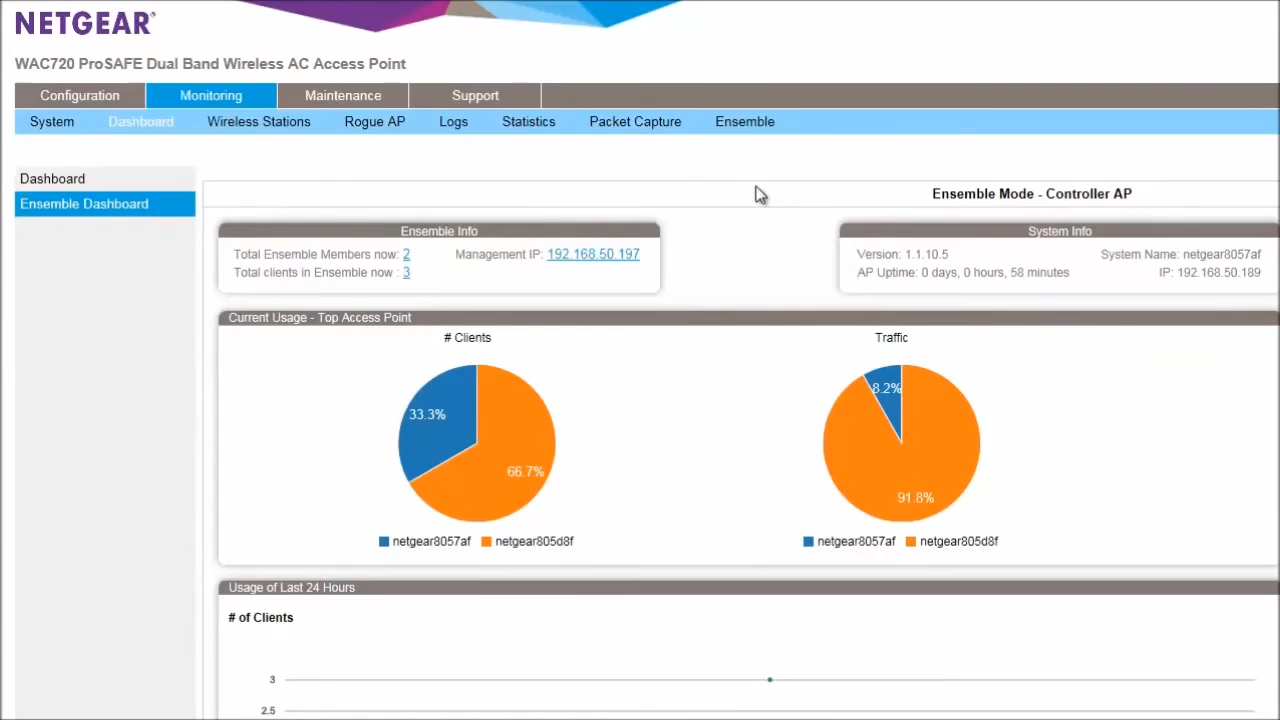 NETGEAR®
WAC720 ProSAFE Dual Band Wireless AC Access Point
Configuration Monitoring Maintenance Support
System Dashboard Wireless Stations Rogue AP Logs Statistics Packet Capture Ensemble
Dashboard
Ensemble Dashboard
Ensemble Mode - Controller AP
Ensemble Info
Total Ensemble Members now: 2 Management IP: 192.168.50.197
Total clients in Ensemble now : 3
System Info
Version: 1.1.10.5 System Name: netgear8057af
AP Uptime: 0 days, 0 hours, 58 minutes IP: 192.168.50.189
Current Usage - Top Access Point
# Clients
33.3%
66.7%
netgear8057af netgear805d8f
Traffic
8.2%
91.8%
netgear8057af netgear805d8f
Usage of Last 24 Hours
# of Clients
3
2.5